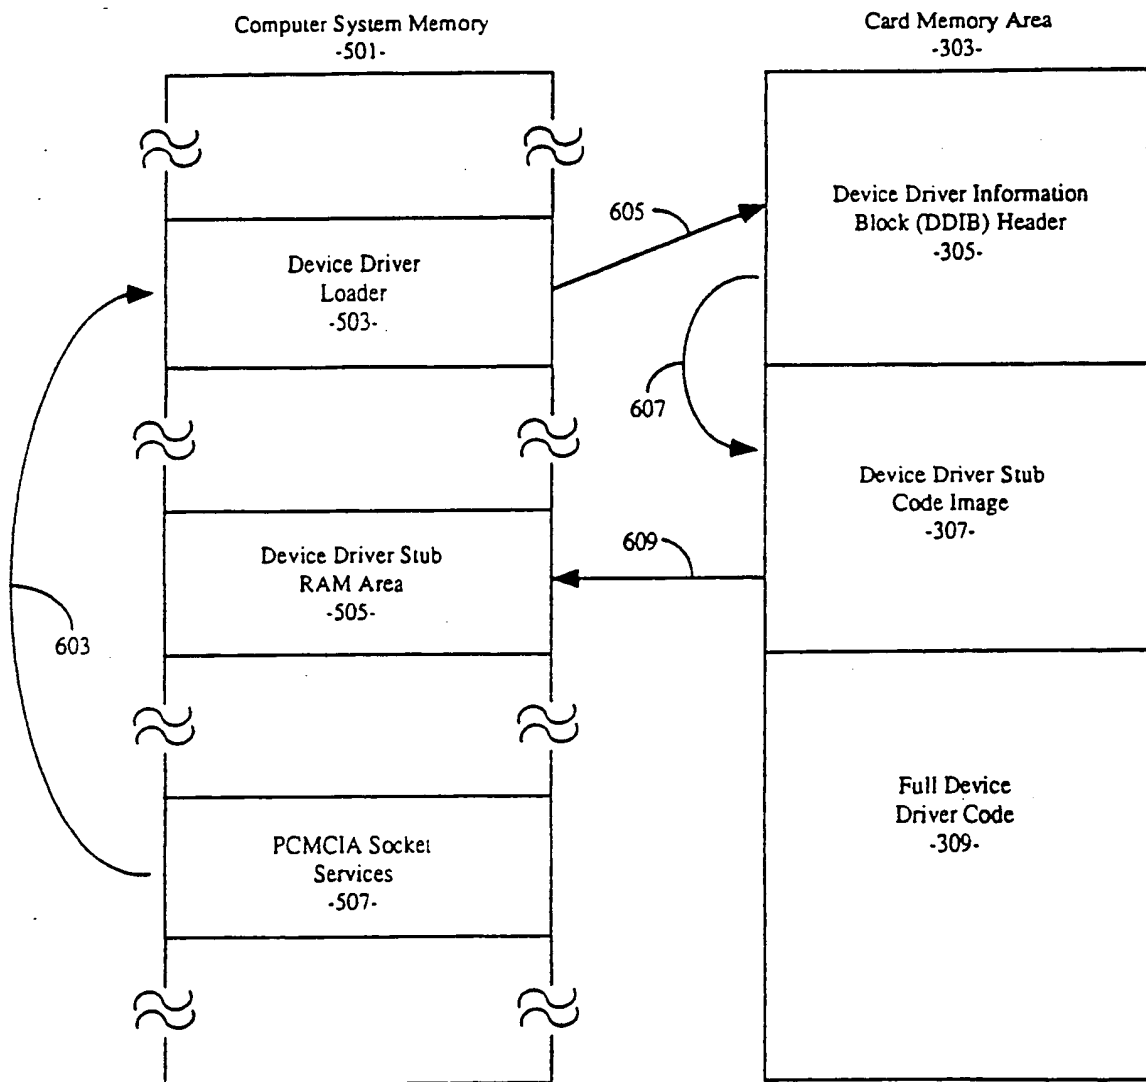 Computer System Memory
-501-
Card Memory Area
-303-
Device Driver Information
Block (DDIB) Header
-305-
605
Device Driver
Loader
-503-
607
Device Driver Stub
Code Image
-307-
609
Device Driver Stub
RAM Area
-505-
603
Full Device
Driver Code
-309-
PCMCIA Socket
Services
-507-